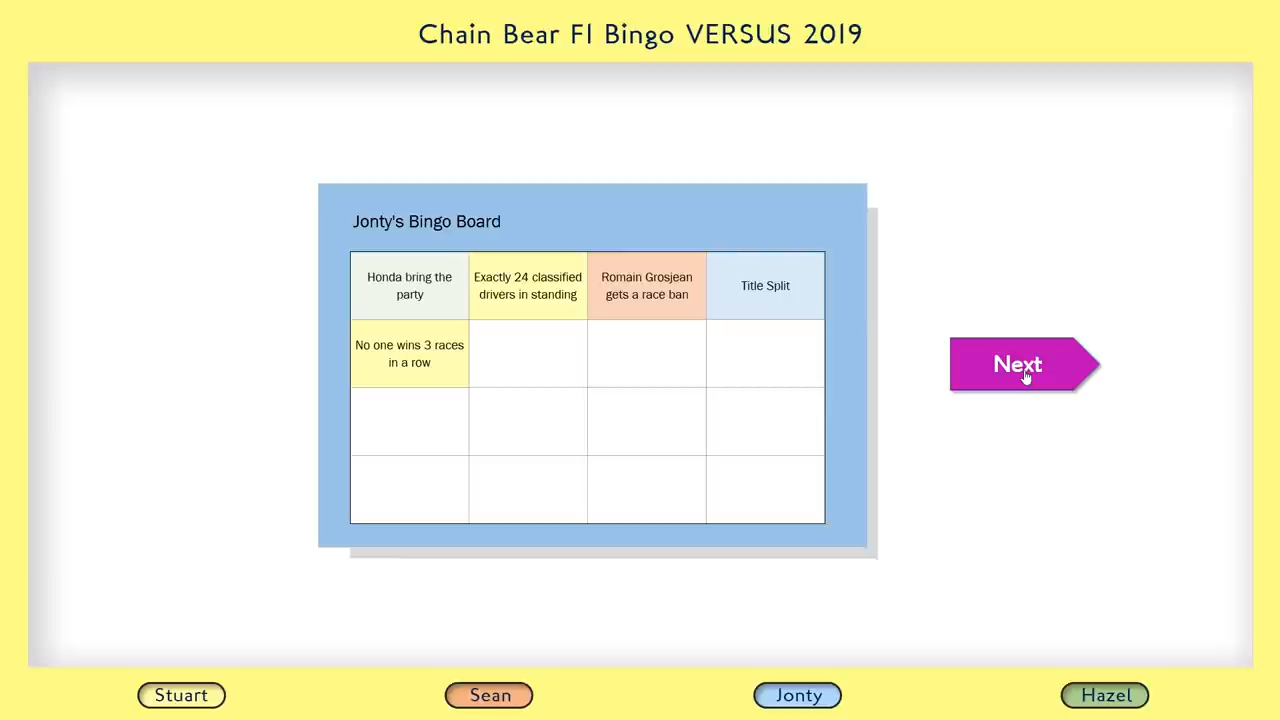 Chain Bear F1 Bingo VERSUS 2019
Jonty's Bingo Board
Honda bring the
party
Exactly 24 classified
drivers in standing
Romain Grosjean
gets a race ban
Title Split
No one wins 3 races
in a row
Next
Stuart
Sean
Jonty
Hazel